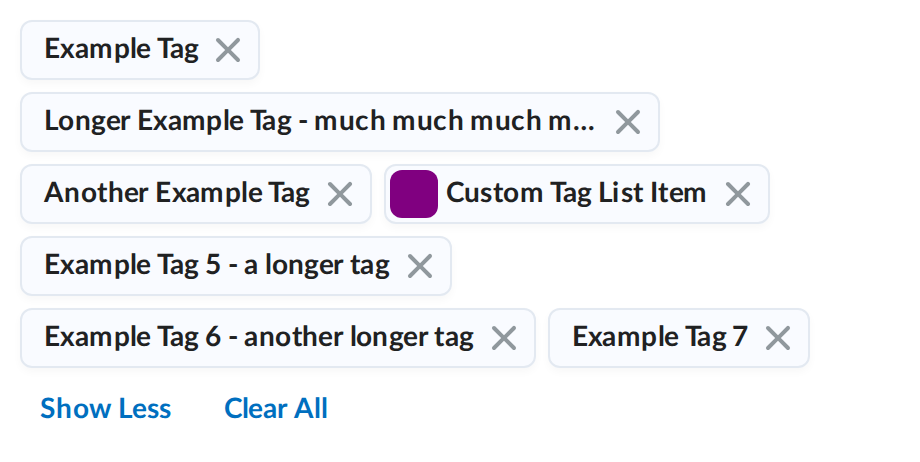 Example Tag
Longer Example Tag - much much much m...
Another Example Tag Custom Tag List Item
Example Tag 5 - a longer tag
Example Tag 6 - another longer tag Example Tag 7
Show Less Clear All